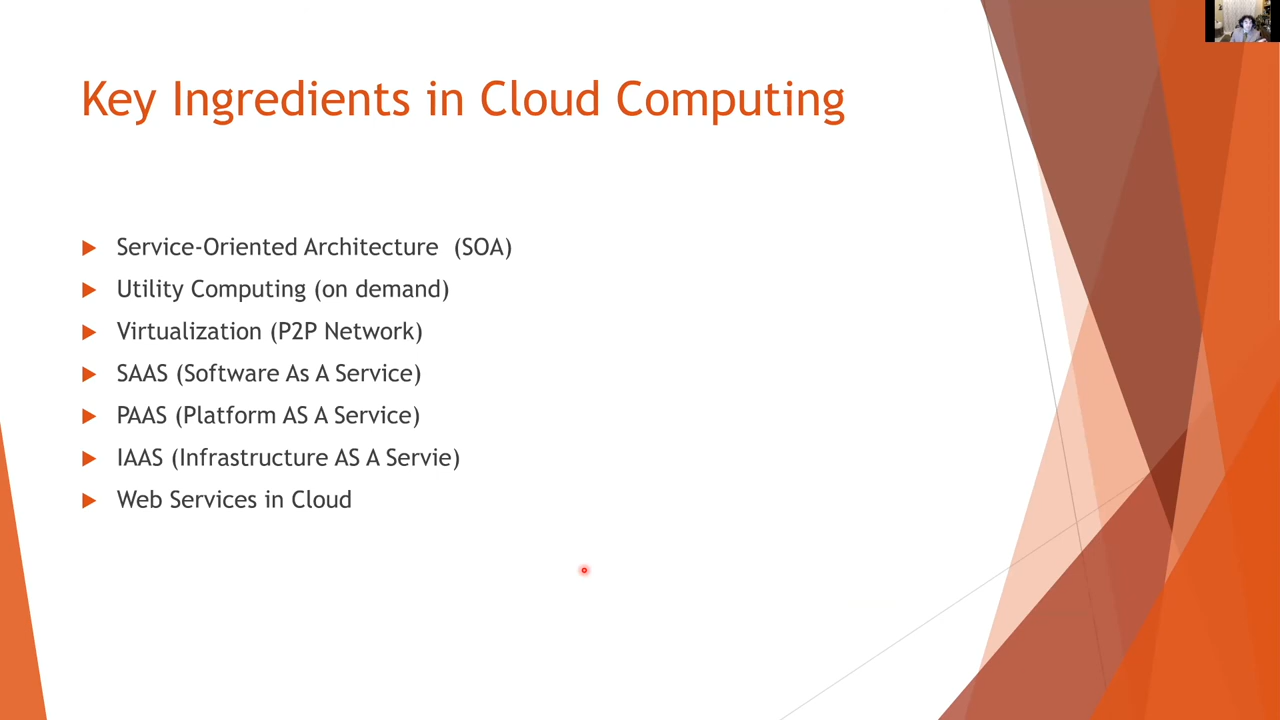 Key Ingredients in Cloud Computing
Service-Oriented Architecture (SOA)
Utility Computing (on demand)
Virtualization (P2P Network)
SAAS (Software As A Service)
PAAS (Platform AS A Service)
IAAS (Infrastructure AS A Servie)
Web Services in Cloud